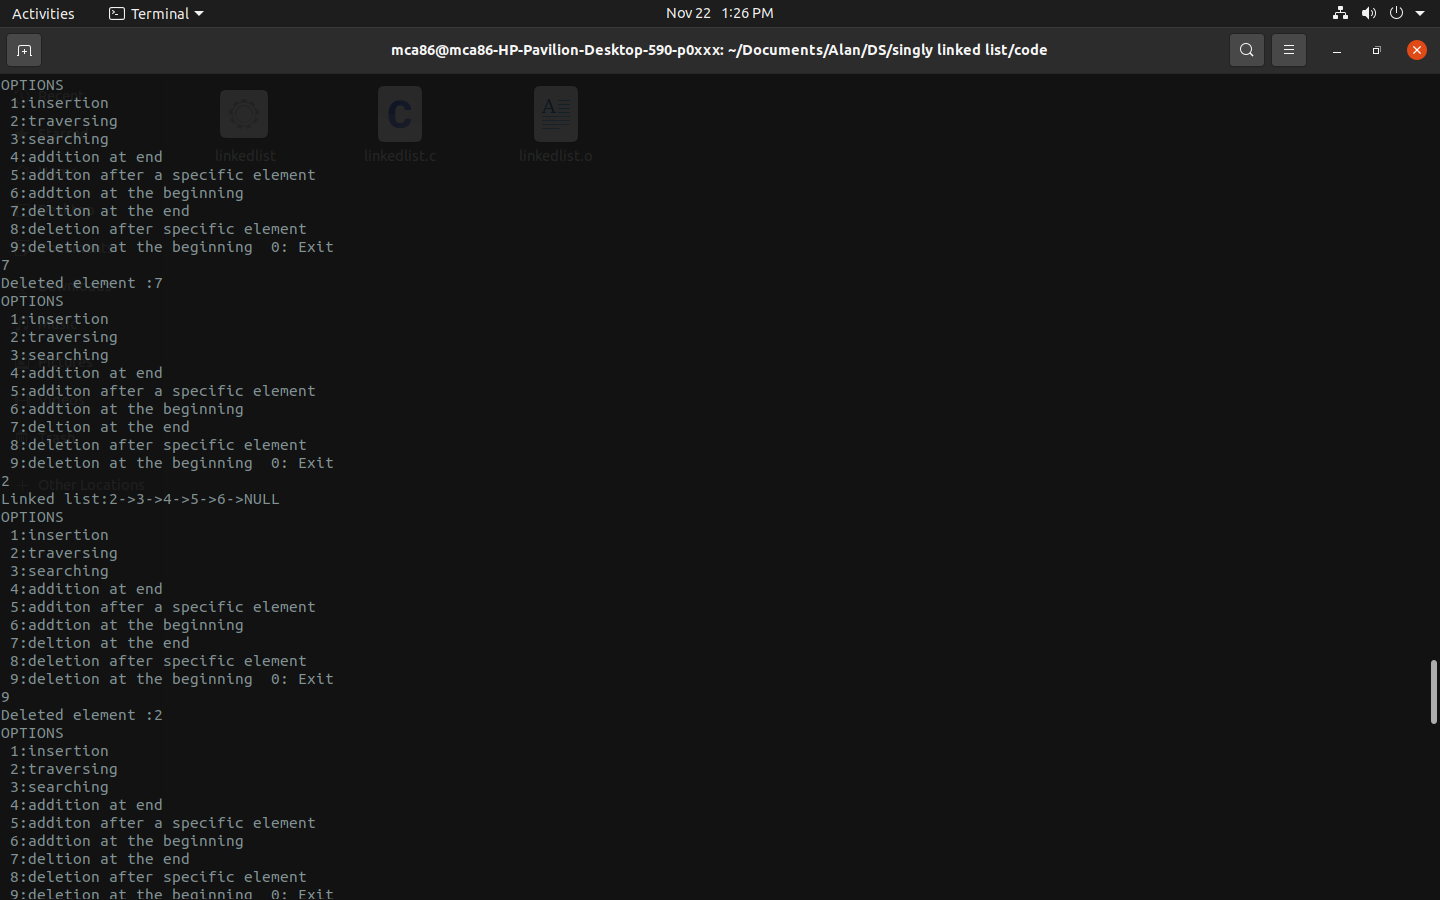 Activities Terminal Nov 22 1:26 PM
mca86@mca86-HP-Pavilion-Desktop-590-p0xxx: ~/Documents/Alan/DS/singly linked list/code
OPTIONS
1:insertion
2:traversing
3:searching
linkedlist linkedlist.c linkedlist.o
4:addition at end
5:additon after a specific element
6:addtion at the beginning
7:deltion at the end
8:deletion after specific element
9:deletion at the beginning 0: Exit
7
Deleted element :7
OPTIONS
1:insertion
2:traversing
3:searching
4:addition at end
5:additon after a specific element
6:addtion at the beginning
7:deltion at the end
8:deletion after specific element
9:deletion at the beginning 0: Exit
2
+ Other Locations
Linked list:2->3->4->5->6->NULL
OPTIONS
1:insertion
2:traversing
3:searching
4:addition at end
5:additon after a specific element
6:addtion at the beginning
7:deltion at the end
8:deletion after specific element
9:deletion at the beginning 0: Exit
9
Deleted element :2
OPTIONS
1:insertion
2:traversing
3:searching
4:addition at end
5:additon after a specific element
6:addtion at the beginning
7:deltion at the end
8:deletion after specific element
9:deletion at the beginning 0: Exit